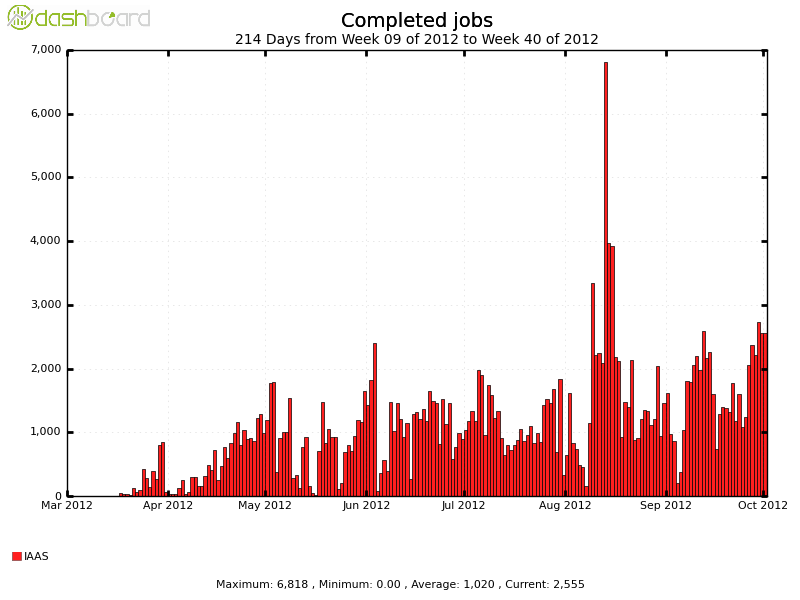 dashboard
Completed jobs
214 Days from Week 09 of 2012 to Week 40 of 2012
7,000
6,000
5,000
4,000
3,000
2,000
1,000
0
Mar 2012 Apr 2012 May 2012 Jun 2012 Jul 2012 Aug 2012 Sep 2012 Oct 2012
IAAS
Maximum: 6,818 , Minimum: 0.00 , Average: 1,020 , Current: 2,555